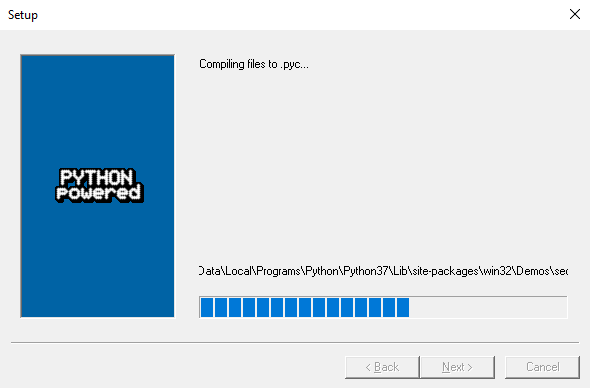 Setup
Compiling files to .pyc...
PYTHON
powered
Data\Local\Programs\Python\Python37\Lib\site-packages\win32\Demos\sec
< Back
Next >
Cancel